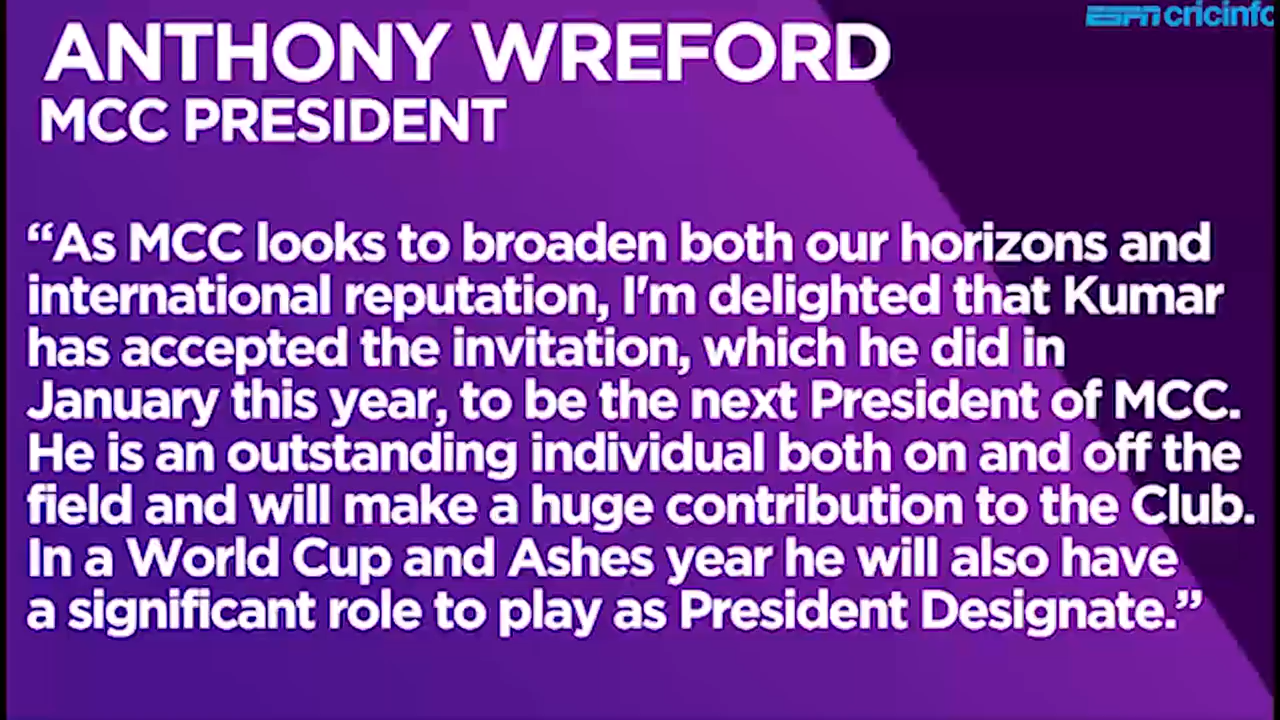 ESPN cricinfo
ANTHONY WREFORD
MCC PRESIDENT
“As MCC looks to broaden both our horizons and
international reputation, I'm delighted that Kumar
has accepted the invitation, which he did in
January this year, to be the next President of MCC.
He is an outstanding individual both on and off the
field and will make a huge contribution to the Club.
In a World Cup and Ashes year he will also have
a significant role to play as President Designate.”